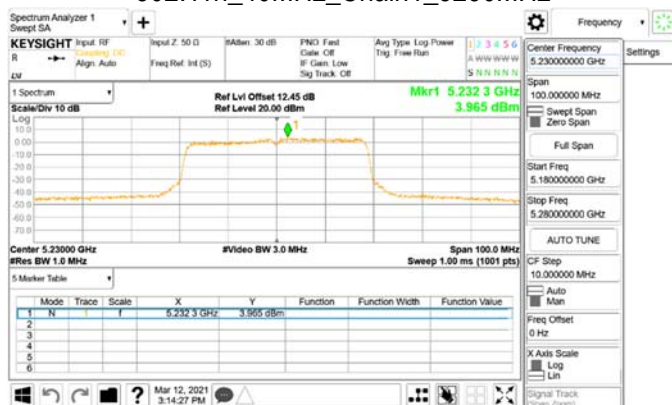 Spectrum Analyzer 1
Swept SA
Frequency
KEYSIGHT
Input: RF
Coupling: DC
Align: Auto
Input Z: 50 Ω
Freq Ref: Int (S)
#Atten: 30 dB
PNO: Fast
Gate: Off
IF Gain: Low
Sig Track: Off
Avg Type: Log-Power
Trig: Free Run
1 2 3 4 5 6
A W W W W W
S N N N N N
R
LM
Center Frequency
5.230000000 GHz
Settings
1 Spectrum
Scale/Div 10 dB
Ref Lvl Offset 12.45 dB
Ref Level 20.00 dBm
Mkr1 5.232 3 GHz
3.965 dBm
Log
10.0
0.00
-10.0
-20.0
-30.0
-40.0
-50.0
-60.0
-70.0
1
Center 5.23000 GHz
#Res BW 1.0 MHz
#Video BW 3.0 MHz
Span 100.0 MHz
Sweep 1.00 ms (1001 pts)
Span
100.000000 MHz
Swept Span
Zero Span
Full Span
Start Freq
5.180000000 GHz
Stop Freq
5.280000000 GHz
AUTO TUNE
CF Step
10.000000 MHz
Auto
Man
Freq Offset
0 Hz
X Axis Scale
Log
Lin
Signal Track
5 Marker Table
Mode Trace Scale X Y Function Function Width Function Value
1 N 1 f 5.232 3 GHz 3.965 dBm
2
3
4
5
6
Mar 12, 2021
3:14:27 PM